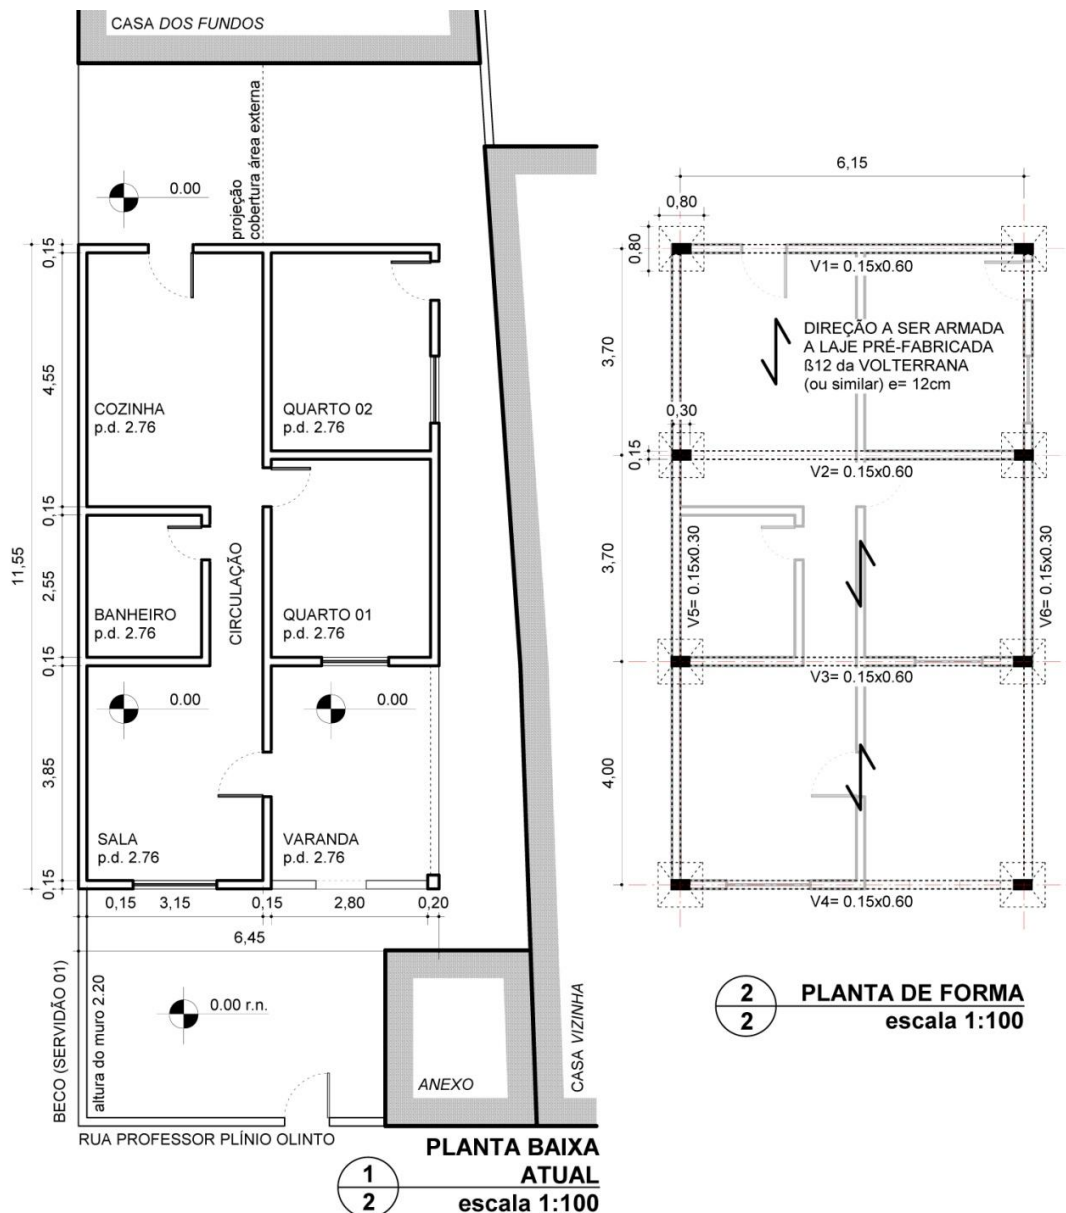 CASA DOS FUNDOS
projeção
cobertura área externa
0.00
0,15
4,55
COZINHA
p.d. 2.76
QUARTO 02
p.d. 2.76
0,15
11,55
2,55
BANHEIRO
p.d. 2.76
CIRCULAÇÃO
QUARTO 01
p.d. 2.76
0,15
0.00
0.00
3,85
SALA
p.d. 2.76
VARANDA
p.d. 2.76
0,15
0,15
3,15
0,15
2,80
0,20
6,45
BECO (SERVIDÃO 01)
altura do muro 2.20
0.00 r.n.
ANEXO
CASA VIZINHA
RUA PROFESSOR PLÍNIO OLINTO
1
2
PLANTA BAIXA
ATUAL
escala 1:100
6,15
0,80
0,80
V1= 0.15x0.60
DIREÇÃO A SER ARMADA
A LAJE PRÉ-FABRICADA
ß12 da VOLTERRANA
(ou similar) e= 12cm
3,70
0,30
0,15
V2= 0.15x0.60
3,70
V5= 0.15x0.30
V6= 0.15x0.30
V3= 0.15x0.60
4,00
V4= 0.15x0.60
2
2
PLANTA DE FORMA
escala 1:100